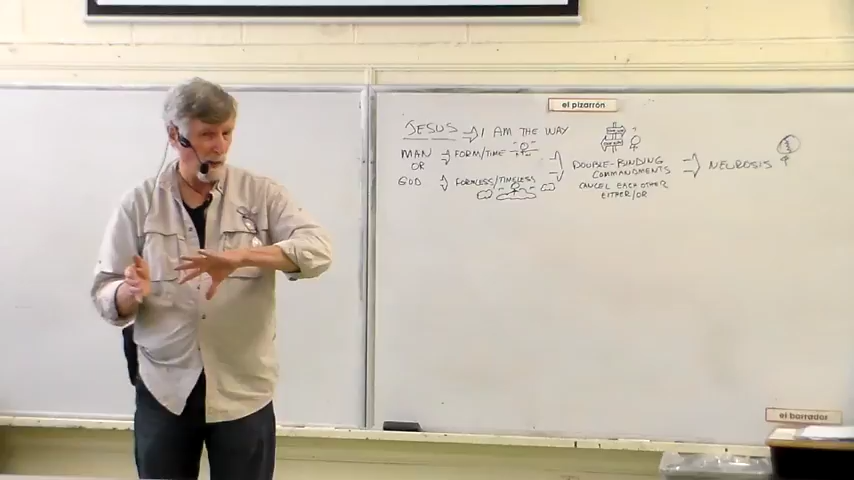 el pizarrón
JESUS ⇒ I AM THE WAY
MAN ⇒ FORM/TIME
OR
GOD ⇒ FORMLESS/TIMELESS
DOUBLE-BINDING
COMMANDMENTS
CANCEL EACH OTHER
EITHER/OR
⇒ NEUROSIS
el borrador